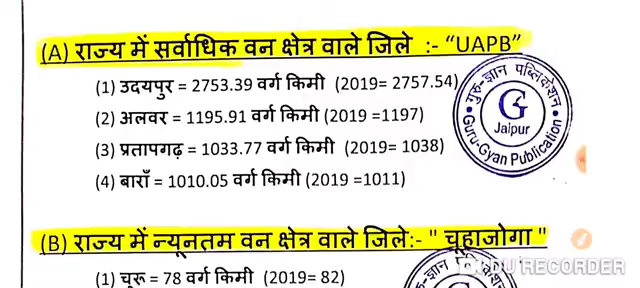 (A) राज्य में सर्वाधिक वन क्षेत्र वाले जिले :- “UAPB”
(1) उदयपुर = 2753.39 वर्ग किमी (2019= 2757.54)
(2) अलवर = 1195.91 वर्ग किमी (2019 =1197)
(3) प्रतापगढ़ = 1033.77 वर्ग किमी (2019= 1038)
(4) बाराँ = 1010.05 वर्ग किमी (2019 =1011)
गुरु-ज्ञान पब्लिकेशन
G
Jaipur
Guru-Gyan Publication
(B) राज्य में न्यूनतम वन क्षेत्र वाले जिले:- " चूहाजोगा "
(1) चूरू = 78 वर्ग किमी (2019= 82)
RECORDER